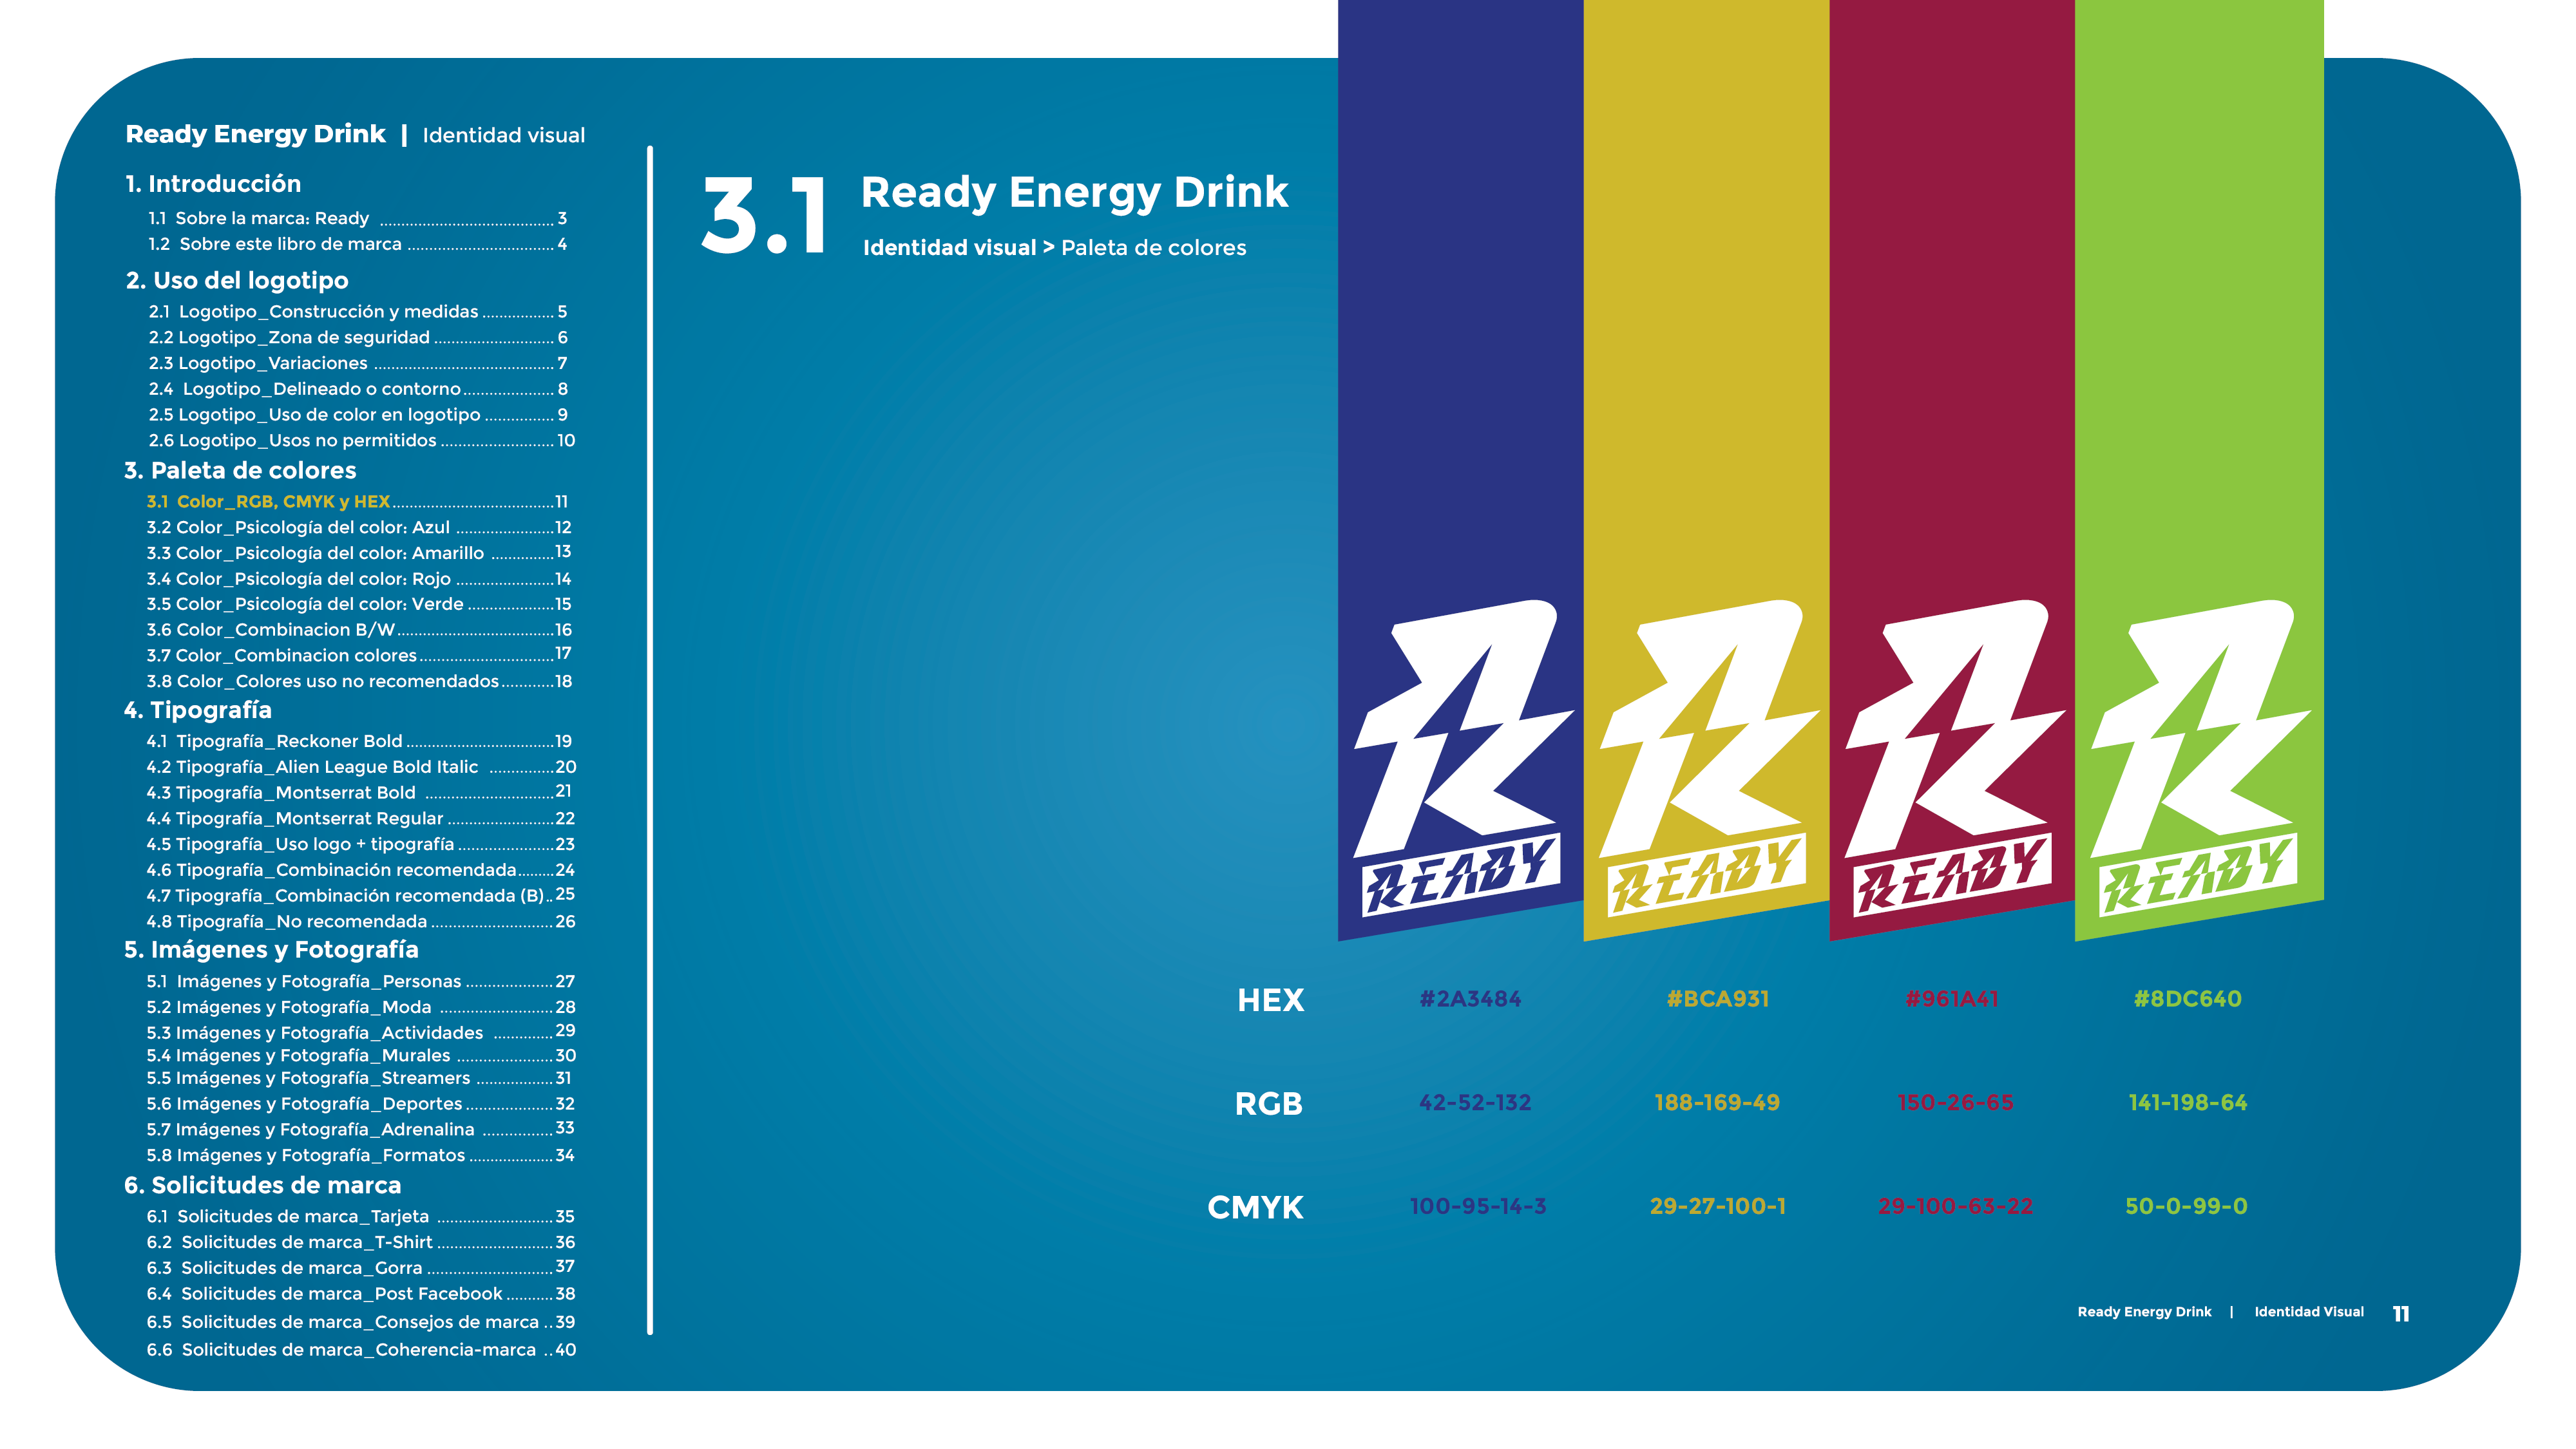 Ready Energy Drink | Identidad visual
1. Introducción
1.1 Sobre la marca: Ready ........................................ 3
1.2 Sobre este libro de marca .................................. 4
2. Uso del logotipo
2.1 Logotipo_Construcción y medidas ................ 5
2.2 Logotipo_Zona de seguridad ........................... 6
2.3 Logotipo_Variaciones ........................................ 7
2.4 Logotipo_Delineado o contorno .................... 8
2.5 Logotipo_Uso de color en logotipo ................ 9
2.6 Logotipo_Usos no permitidos ......................... 10
3. Paleta de colores
3.1 Color_RGB, CMYK y HEX .................................... 11
3.2 Color_Psicología del color: Azul ...................... 12
3.3 Color_Psicología del color: Amarillo .............. 13
3.4 Color_Psicología del color: Rojo ...................... 14
3.5 Color_Psicología del color: Verde ................... 15
3.6 Color_Combinacion B/W ................................... 16
3.7 Color_Combinacion colores .............................. 17
3.8 Color_Colores uso no recomendados ............ 18
4. Tipografía
4.1 Tipografía_Reckoner Bold ................................. 19
4.2 Tipografía_Alien League Bold Italic .............. 20
4.3 Tipografía_Montserrat Bold ............................ 21
4.4 Tipografía_Montserrat Regular ....................... 22
4.5 Tipografía_Uso logo + tipografía ..................... 23
4.6 Tipografía_Combinación recomendada ........ 24
4.7 Tipografía_Combinación recomendada (B) .. 25
4.8 Tipografía_No recomendada ........................... 26
5. Imágenes y Fotografía
5.1 Imágenes y Fotografía_Personas ................... 27
5.2 Imágenes y Fotografía_Moda ......................... 28
5.3 Imágenes y Fotografía_Actividades ............. 29
5.4 Imágenes y Fotografía_Murales ..................... 30
5.5 Imágenes y Fotografía_Streamers ................. 31
5.6 Imágenes y Fotografía_Deportes ................... 32
5.7 Imágenes y Fotografía_Adrenalina ............... 33
5.8 Imágenes y Fotografía_Formatos .................. 34
6. Solicitudes de marca
6.1 Solicitudes de marca_Tarjeta .......................... 35
6.2 Solicitudes de marca_T-Shirt .......................... 36
6.3 Solicitudes de marca_Gorra ............................ 37
6.4 Solicitudes de marca_Post Facebook ........... 38
6.5 Solicitudes de marca_Consejos de marca .. 39
6.6 Solicitudes de marca_Coherencia-marca .. 40
3.1 Ready Energy Drink
Identidad visual > Paleta de colores
READY READY READY READY
HEX #2A3484 #BCA931 #961A41 #8DC640
RGB 42-52-132 188-169-49 150-26-65 141-198-64
CMYK 100-95-14-3 29-27-100-1 29-100-63-22 50-0-99-0
Ready Energy Drink | Identidad Visual 11